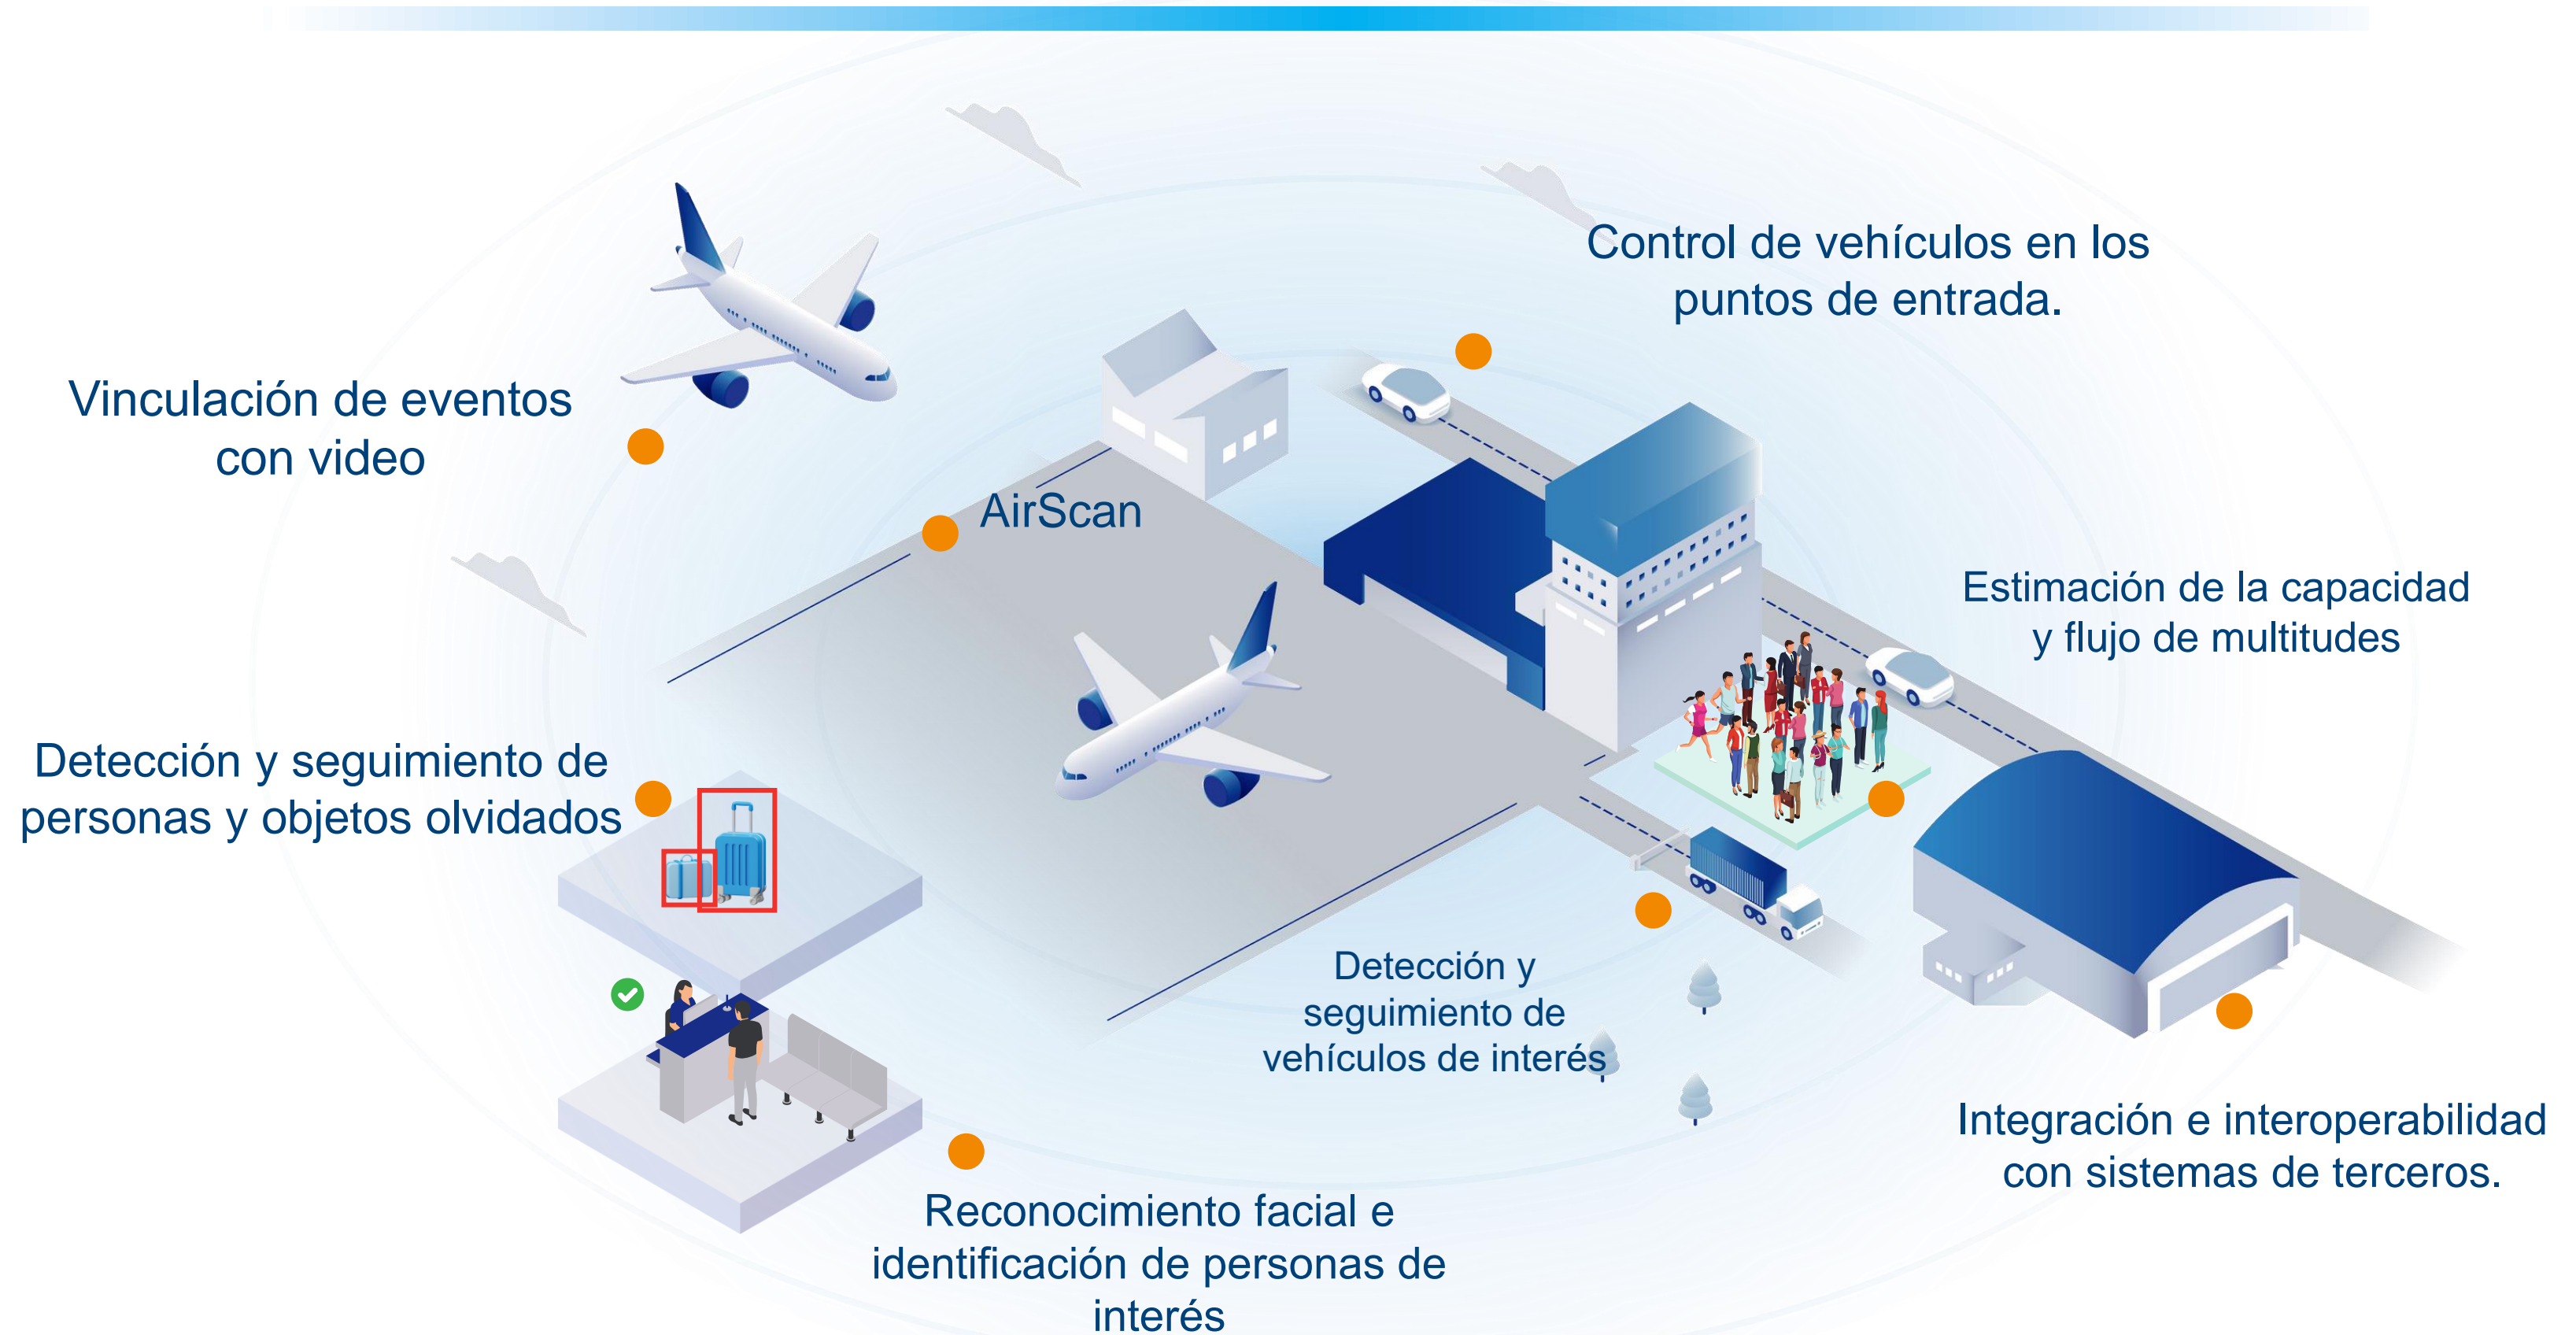 Control de vehículos en los
puntos de entrada.
Vinculación de eventos
con video
AirScan
Estimación de la capacidad
y flujo de multitudes
Detección y seguimiento de
personas y objetos olvidados
Detección y
seguimiento de
vehículos de interés
Integración e interoperabilidad
con sistemas de terceros.
Reconocimiento facial e
identificación de personas de
interés